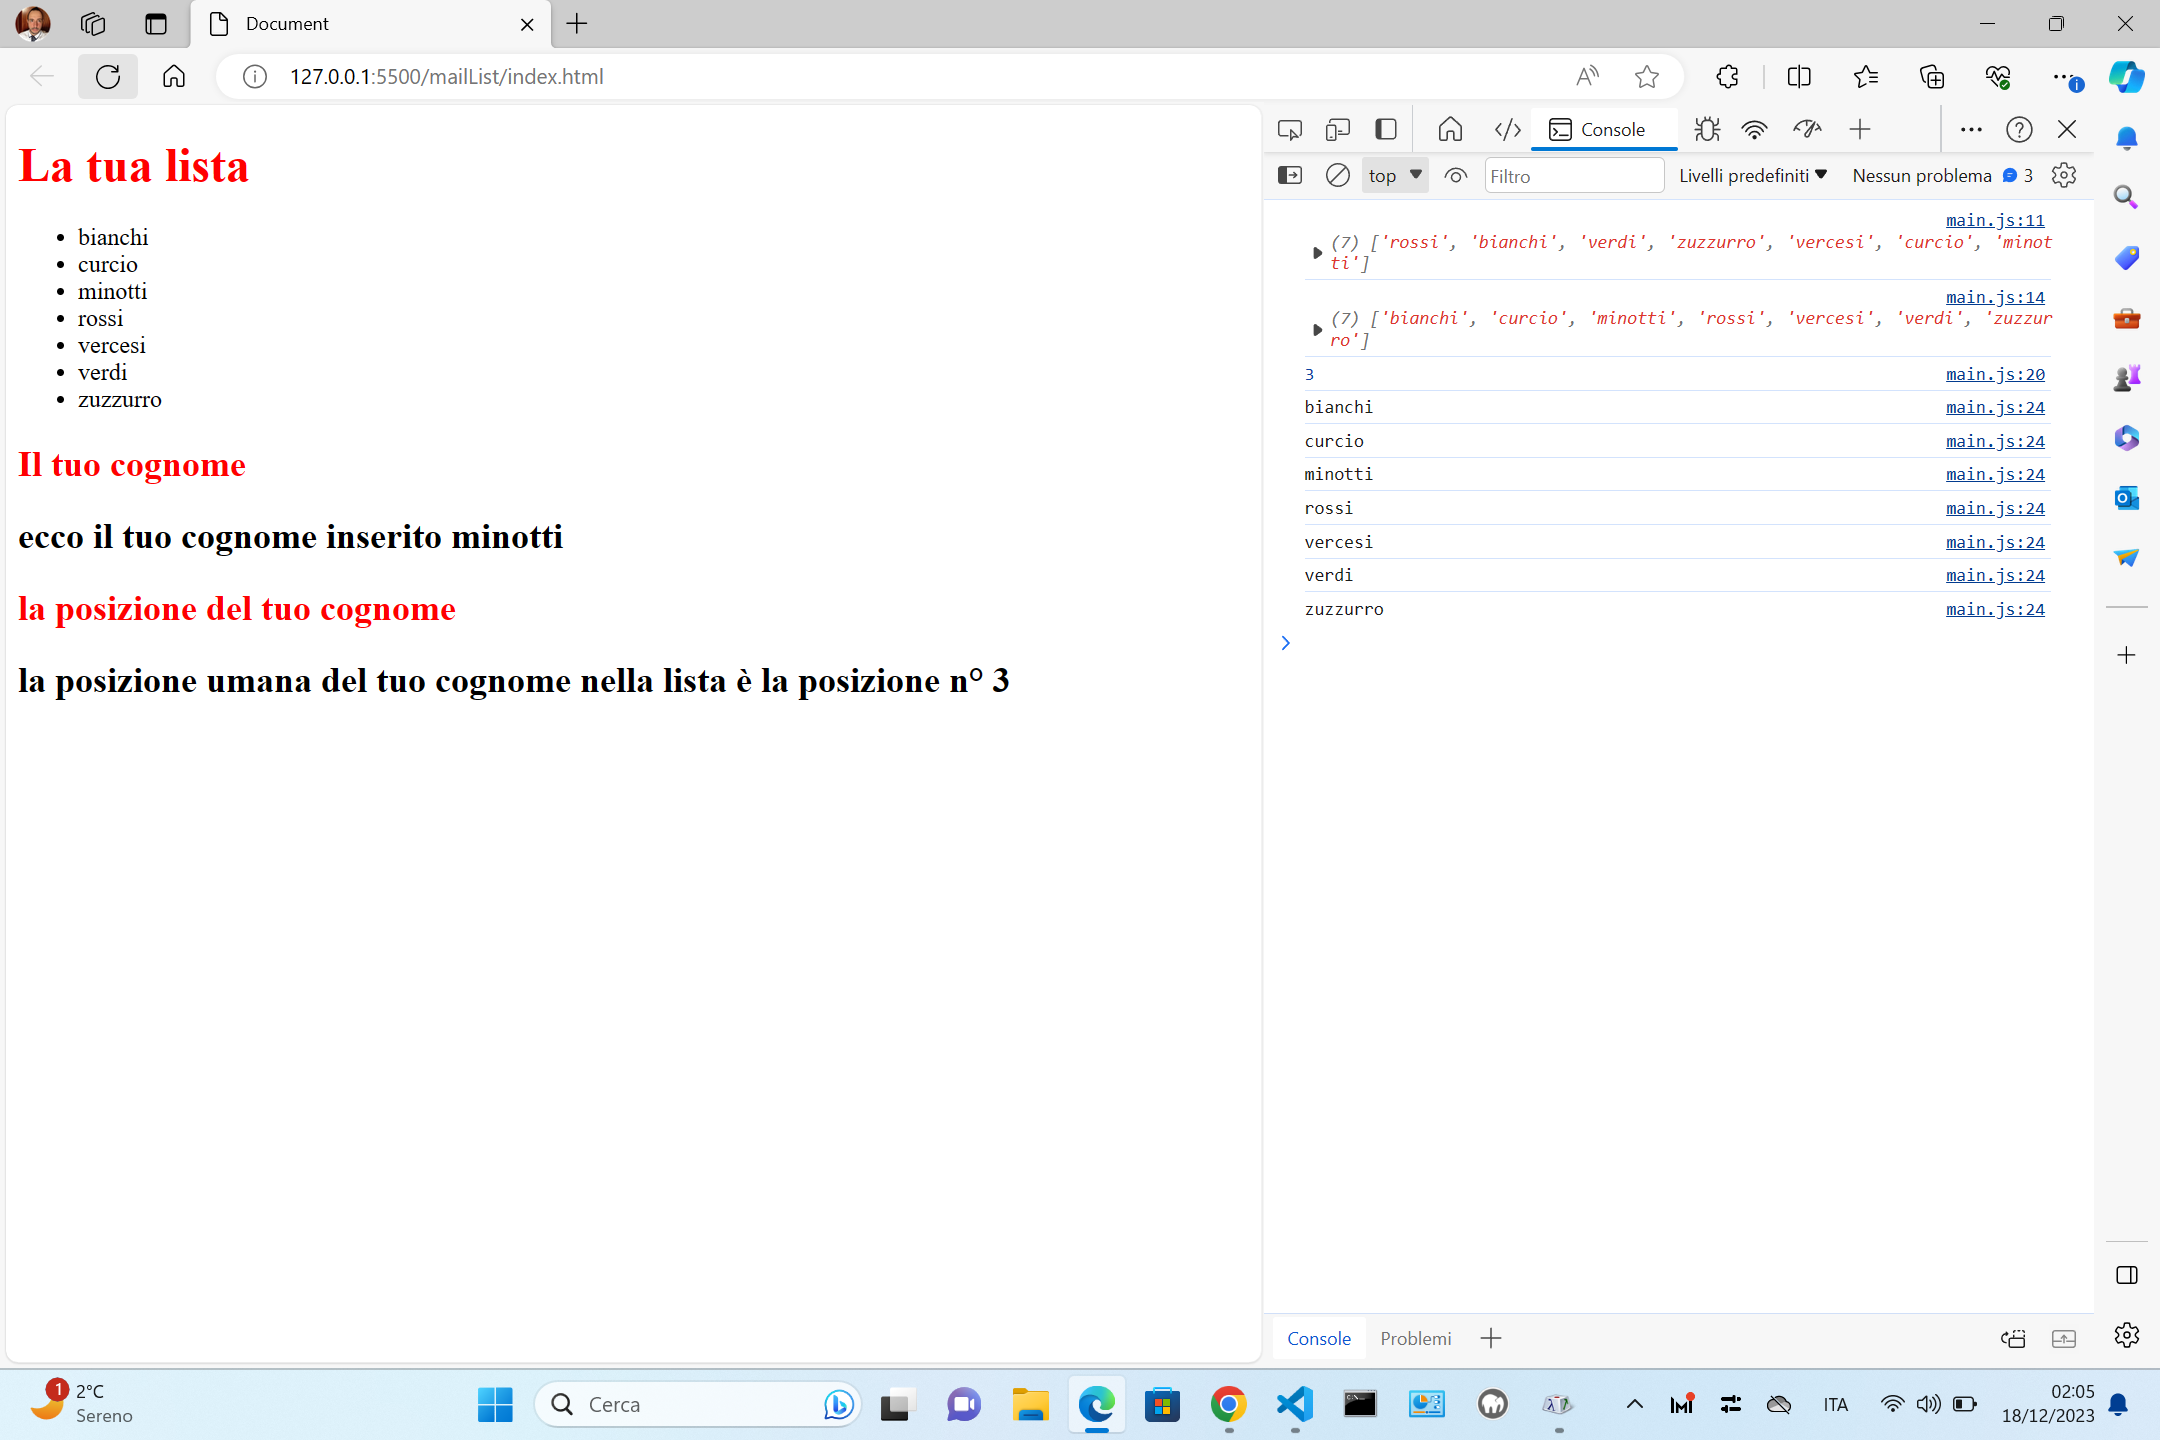 Document
127.0.0.1:5500/mailList/index.html
La tua lista
bianchi
curcio
minotti
rossi
vercesi
verdi
zuzzurro
Il tuo cognome
ecco il tuo cognome inserito minotti
la posizione del tuo cognome
la posizione umana del tuo cognome nella lista è la posizione n° 3
Console
top
Filtro
Livelli predefiniti
Nessun problema
3
main.js:11
(7) ['rossi', 'bianchi', 'verdi', 'zuzzurro', 'vercesi', 'curcio', 'minot
ti']
main.js:14
(7) ['bianchi', 'curcio', 'minotti', 'rossi', 'vercesi', 'verdi', 'zuzzur
ro']
3 main.js:20
bianchi main.js:24
curcio main.js:24
minotti main.js:24
rossi main.js:24
vercesi main.js:24
verdi main.js:24
zuzzurro main.js:24
Console
Problemi
1
2°C
Sereno
Cerca
ITA
02:05
18/12/2023